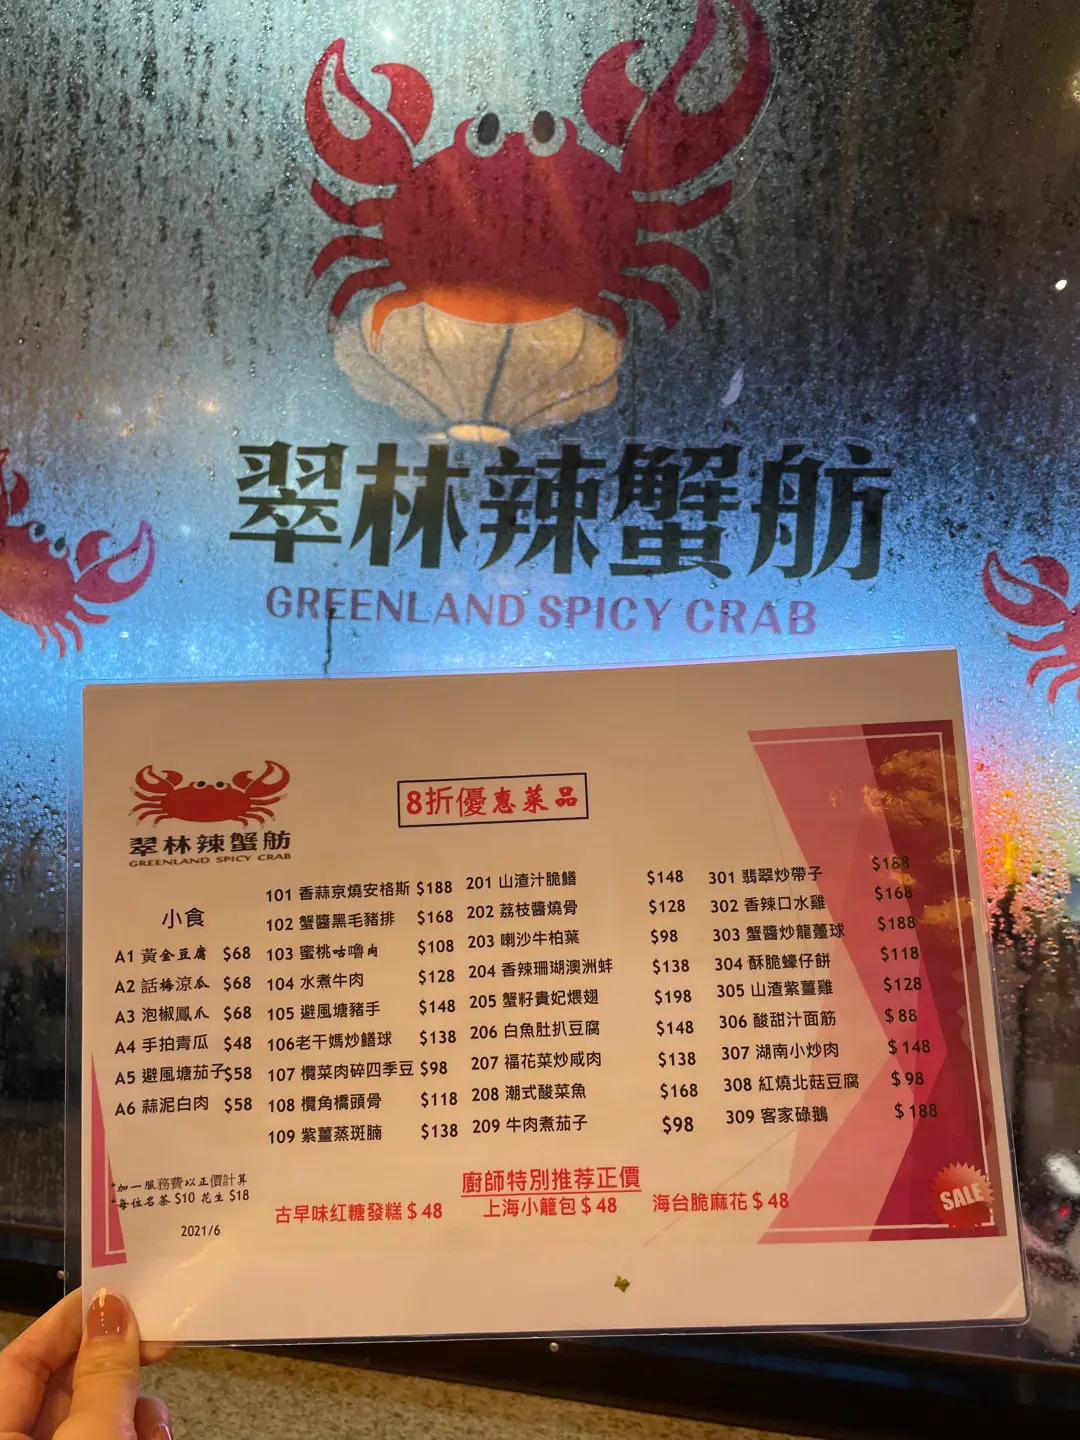 翠林辣蟹舫
GREENLAND SPICY CRAB
翠林辣蟹舫
GREENLAND SPICY CRAB
8折優惠菜品
小食
A1 黃金豆腐 $68
A2 話梅涼瓜 $68
A3 泡椒鳳爪 $68
A4 手拍青瓜 $48
A5 避風塘茄子 $58
A6 蒜泥白肉 $58
101 香蒜京燒安格斯 $188
102 蟹醬黑毛豬排 $168
103 蜜桃咕嚕肉 $108
104 水煮牛肉 $128
105 避風塘豬手 $148
106老干媽炒鱔球 $138
107 欖菜肉碎四季豆 $98
108 欖角橋頭骨 $118
109 紫薑蒸斑腩 $138
201 山渣汁脆鱔 $148
202 荔枝醬燒骨 $128
203 喇沙牛柏葉 $98
204 香辣珊瑚澳洲蚌 $138
205 蟹籽貴妃煨翅 $198
206 白魚肚扒豆腐 $148
207 福花菜炒咸肉 $138
208 潮式酸菜魚 $168
209 牛肉煮茄子 $98
301 翡翠炒帶子 $168
302 香辣口水雞 $168
303 蟹醬炒龍躉球 $188
304 酥脆蠔仔餅 $118
305 山渣紫薑雞 $128
306 酸甜汁面筋 $ 88
307 湖南小炒肉 $ 148
308 紅燒北菇豆腐 $ 98
309 客家碌鵝 $ 188
*加一服務費以正價計算
*每位名茶 $10 花生 $18
2021/6
廚師特別推荐正價
古早味红糖發糕 $ 48 上海小籠包 $ 48 海台脆麻花 $ 48
SALE